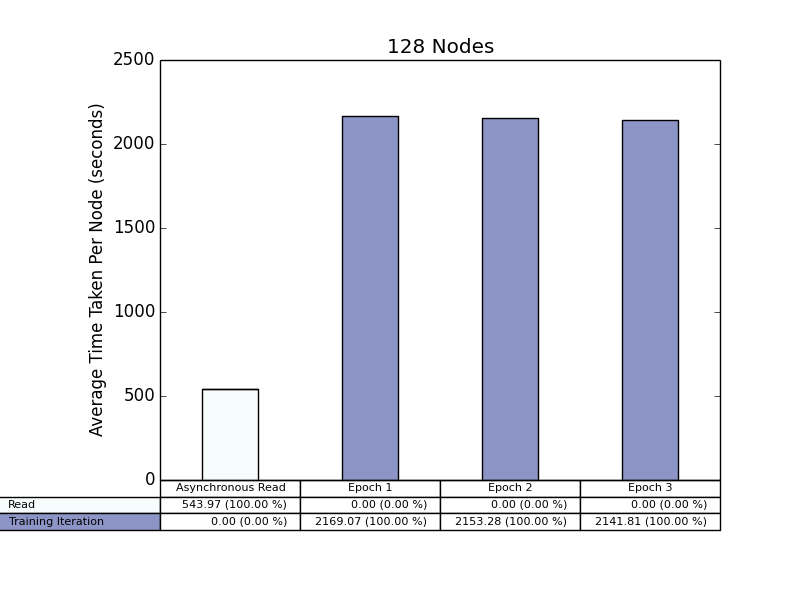 128 Nodes
2500
2000
1500
1000
500
0
Average Time Taken Per Node (seconds)
Asynchronous Read Epoch 1 Epoch 2 Epoch 3
Read 543.97 (100.00 %) 0.00 (0.00 %) 0.00 (0.00 %) 0.00 (0.00 %)
Training Iteration 0.00 (0.00 %) 2169.07 (100.00 %) 2153.28 (100.00 %) 2141.81 (100.00 %)